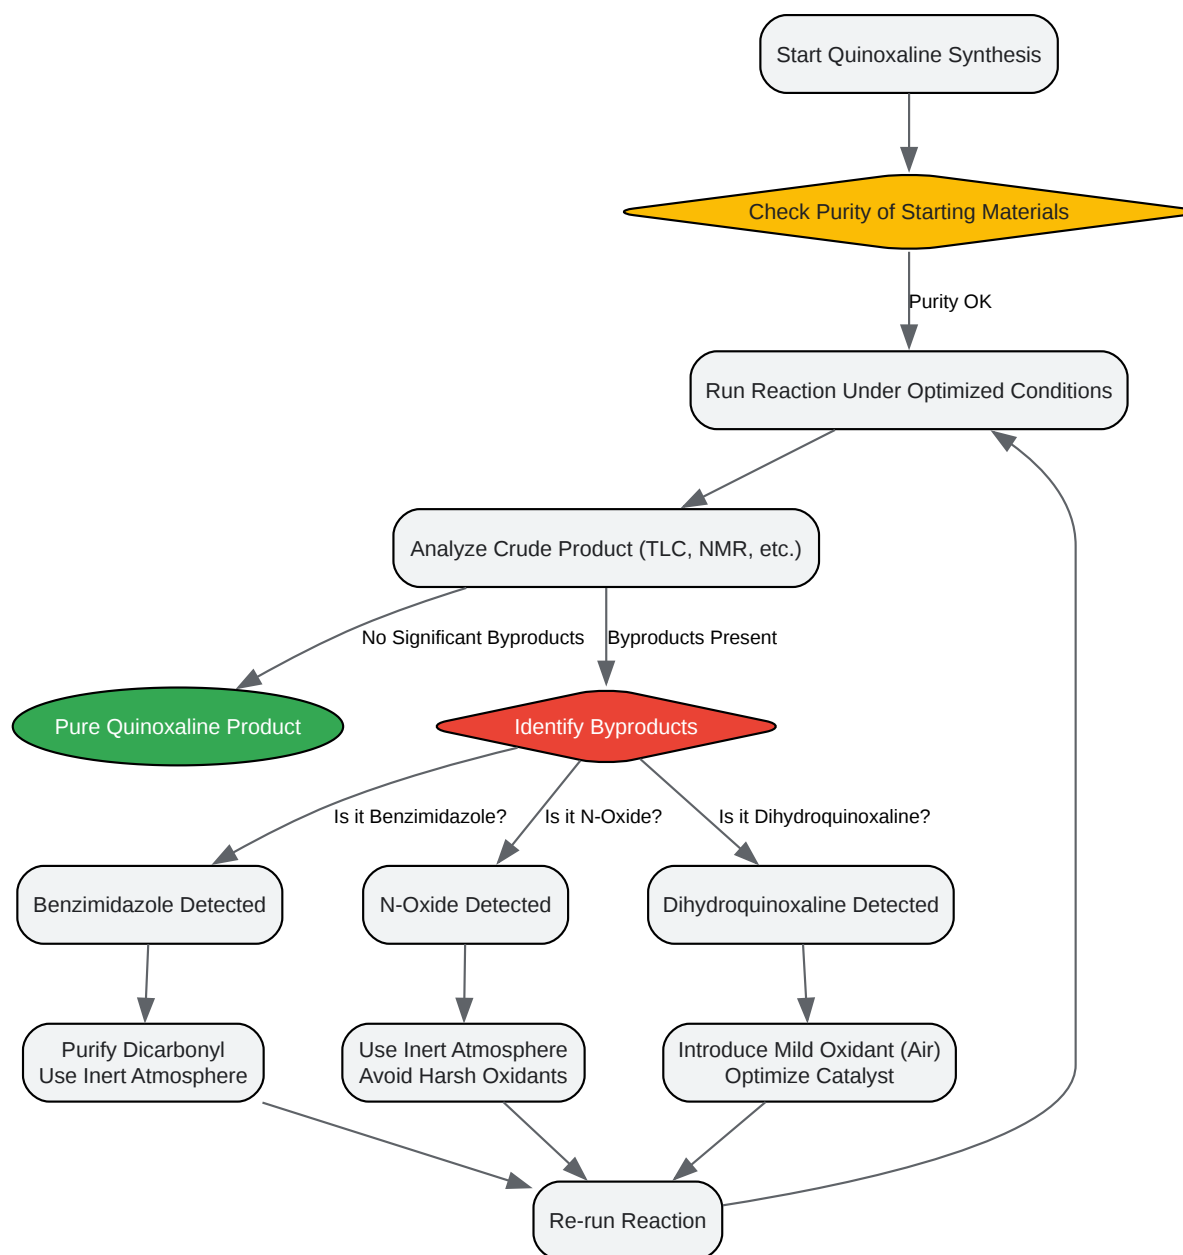 Start Quinoxaline Synthesis
Check Purity of Starting Materials
Purity OK
Run Reaction Under Optimized Conditions
Analyze Crude Product (TLC, NMR, etc.)
No Significant Byproducts
Byproducts Present
Pure Quinoxaline Product
Identify Byproducts
Is it Benzimidazole?
Is it N-Oxide?
Is it Dihydroquinoxaline?
Benzimidazole Detected
N-Oxide Detected
Dihydroquinoxaline Detected
Purify Dicarbonyl
Use Inert Atmosphere
Use Inert Atmosphere
Avoid Harsh Oxidants
Introduce Mild Oxidant (Air)
Optimize Catalyst
Re-run Reaction